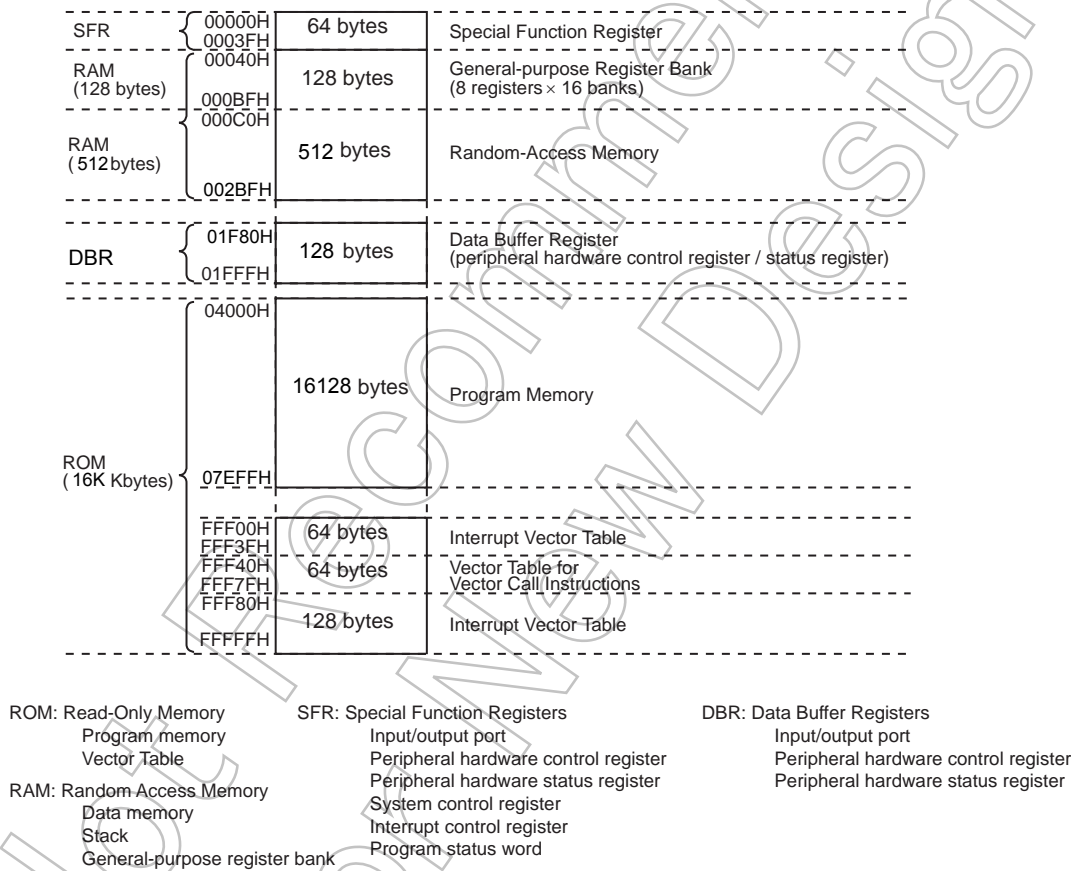 SFR
00000H
0003FH
64 bytes
Special Function Register
RAM
(128 bytes)
00040H
000BFH
128 bytes
General-purpose Register Bank
(8 registers × 16 banks)
RAM
( 512 bytes)
000C0H
002BFH
512 bytes
Random-Access Memory
DBR
01F80H
01FFFH
128 bytes
Data Buffer Register
(peripheral hardware control register / status register)
ROM
( 16K Kbytes)
04000H
07EFFH
16128 bytes
Program Memory
FFF00H
FFF3FH
64 bytes
Interrupt Vector Table
FFF40H
FFF7FH
64 bytes
Vector Table for
Vector Call Instructions
FFF80H
FFFFFH
128 bytes
Interrupt Vector Table
ROM: Read-Only Memory
Program memory
Vector Table
RAM: Random Access Memory
Data memory
Stack
General-purpose register bank
SFR: Special Function Registers
Input/output port
Peripheral hardware control register
Peripheral hardware status register
System control register
Interrupt control register
Program status word
DBR: Data Buffer Registers
Input/output port
Peripheral hardware control register
Peripheral hardware status register